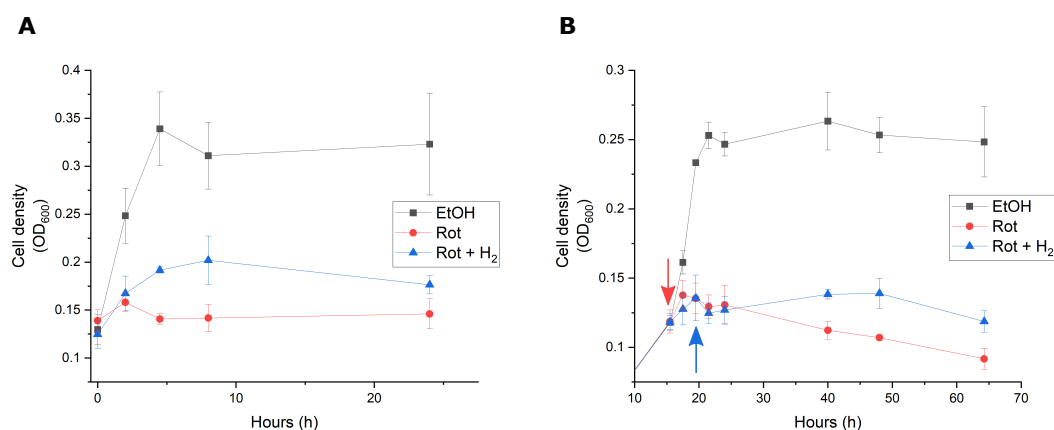 A
0.4
0.35
0.3
0.25
0.2
0.15
0.1
Cell density
(OD600)
0
10
20
Hours (h)
EtOH
Rot
Rot + H2
B
0.3
0.25
0.2
0.15
0.1
Cell density
(OD600)
10
20
30
40
50
60
70
Hours (h)
EtOH
Rot
Rot + H2